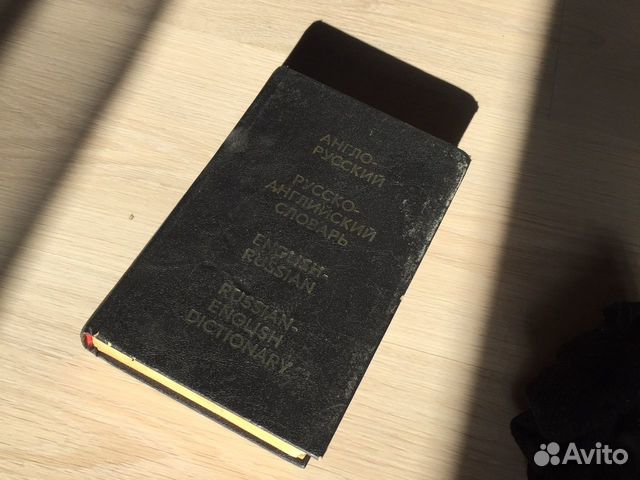 АНГЛО-
РУССКИЙ
РУССКО-
АНГЛИЙСКИЙ
СЛОВАРЬ
ENGLISH-
RUSSIAN
RUSSIAN-
ENGLISH
DICTIONARY
Avito